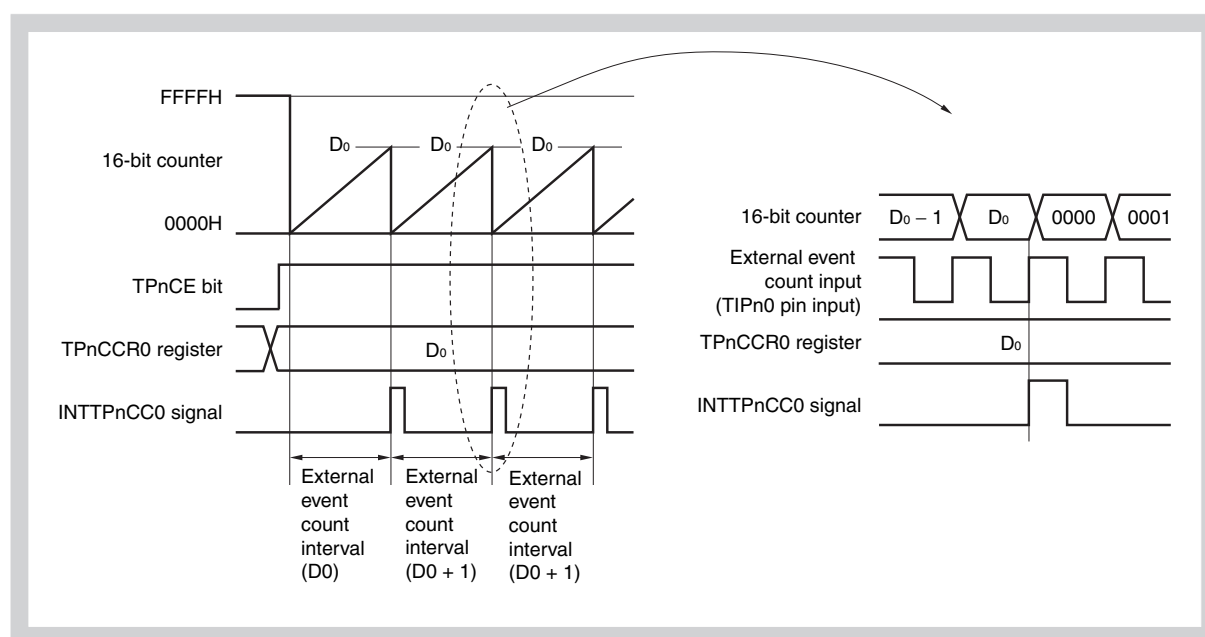 FFFFH
D0 D0 D0
16-bit counter
0000H
TPnCE bit
TPnCCR0 register
D0
INTTPnCC0 signal
External
event
count
interval
(D0)
External
event
count
interval
(D0 + 1)
External
event
count
interval
(D0 + 1)
16-bit counter
D0 – 1 D0 0000 0001
External event
count input
(TIPn0 pin input)
TPnCCR0 register
D0
INTTPnCC0 signal